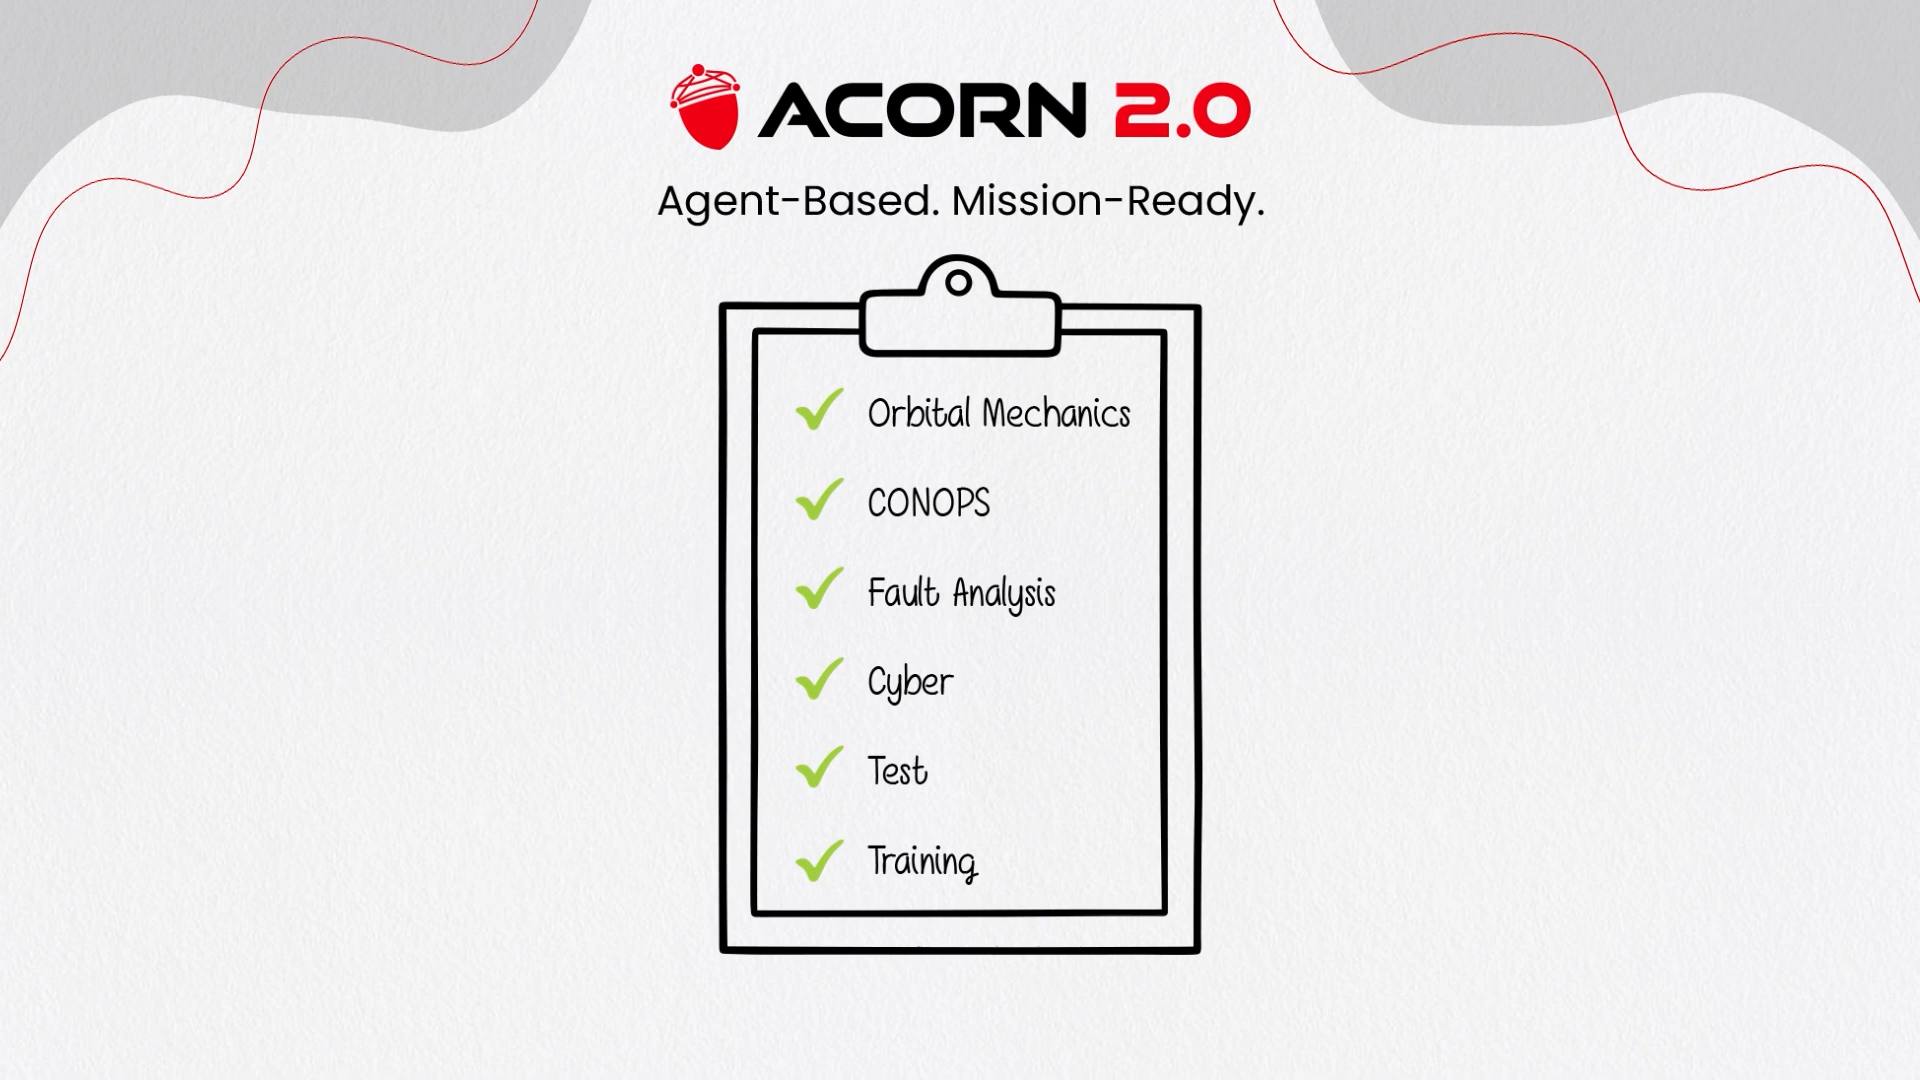 ACORN 2.0
Agent-Based. Mission-Ready.
Orbital Mechanics
CONOPS
Fault Analysis
Cyber
Test
Training